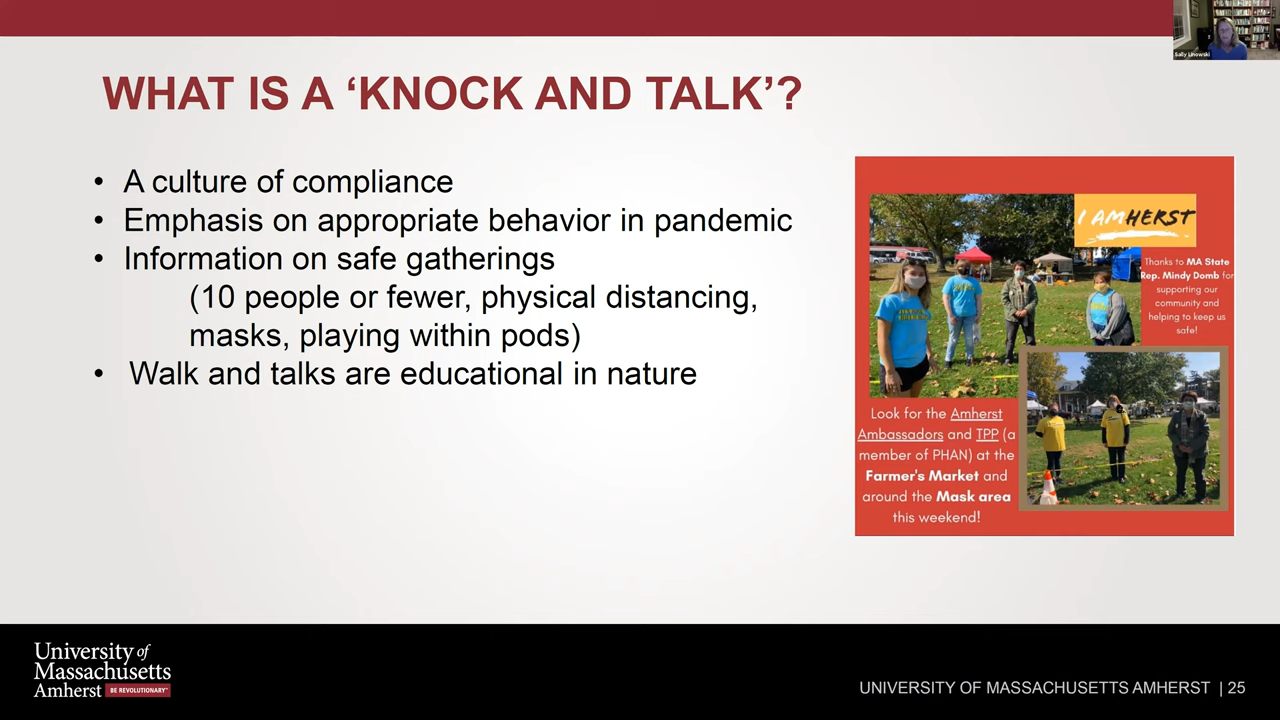 Sally Linowski
WHAT IS A ‘KNOCK AND TALK’?
• A culture of compliance
• Emphasis on appropriate behavior in pandemic
• Information on safe gatherings
(10 people or fewer, physical distancing,
masks, playing within pods)
• Walk and talks are educational in nature
I AMHERST
Thanks to MA State
Rep. Mindy Domb for
supporting our
community and
helping to keep us
safe!
Look for the Amherst
Ambassadors and TPP (a
member of PHAN) at the
Farmer's Market and
around the Mask area
this weekend!
University of
Massachusetts
Amherst BE REVOLUTIONARY™
UNIVERSITY OF MASSACHUSETTS AMHERST | 25